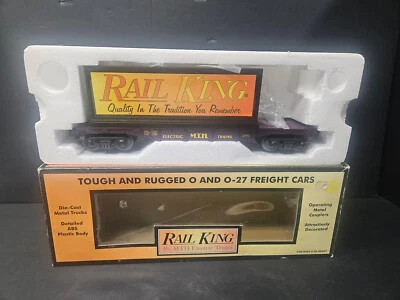 RAIL KING®
Quality In The Tradition You Remember
ELECTRIC M.T.H. TRAINS
TOUGH AND RUGGED O AND O-27 FREIGHT CARS
Die-Cast
Metal Trucks
Detailed
ABS
Plastic Body
Operating
Metal
Couplers
Attractively
Decorated
RAIL KING
By M.T.H Electric Trains